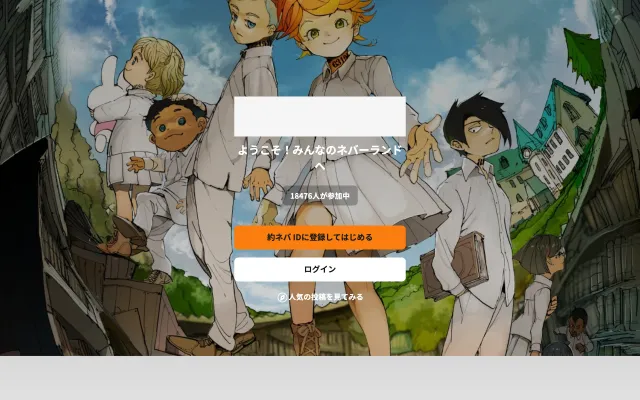 ようこそ！みんなのネバーランド
へ
18476人が参加中
約ネバ IDに登録してはじめる
ログイン
人気の投稿を見てみる